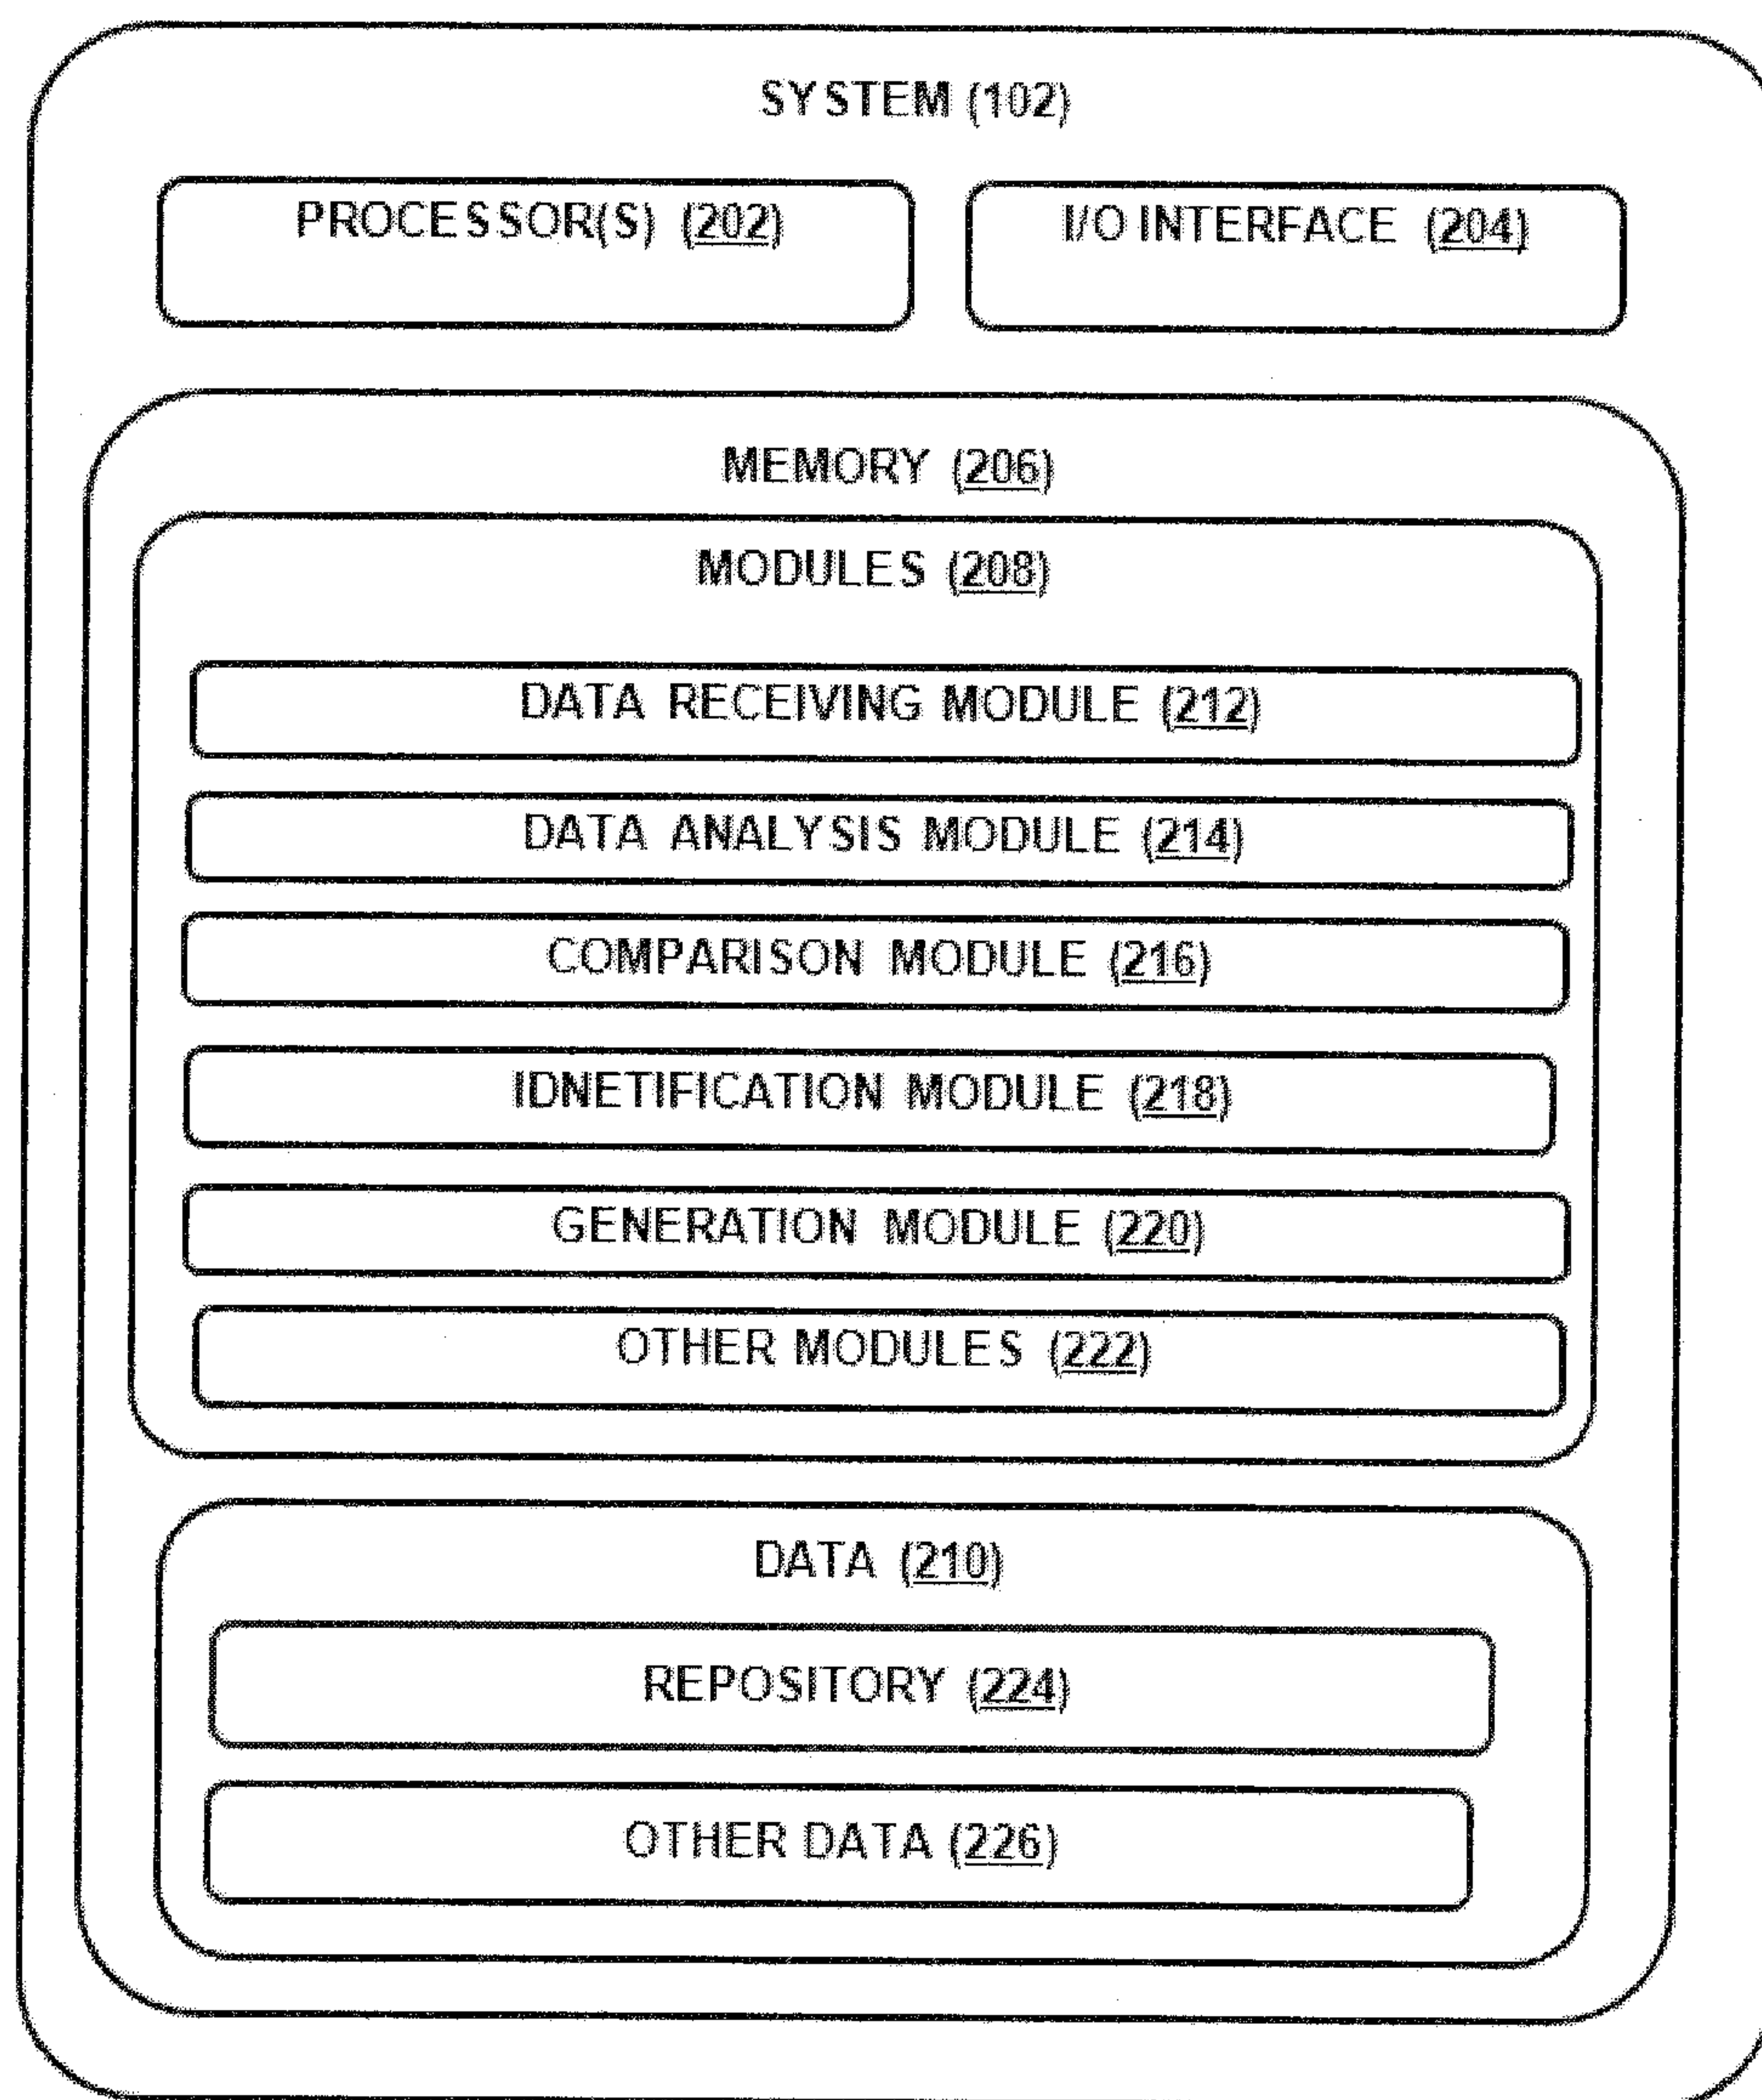 SYSTEM (102)
PROCESSOR(S) (202)
I/O INTERFACE (204)
MEMORY (206)
MODULES (208)
DATA RECEIVING MODULE (212)
DATA ANALYSIS MODULE (214)
COMPARISON MODULE (216)
IDNETIFICATION MODULE (218)
GENERATION MODULE (220)
OTHER MODULES (222)
DATA (210)
REPOSITORY (224)
OTHER DATA (226)